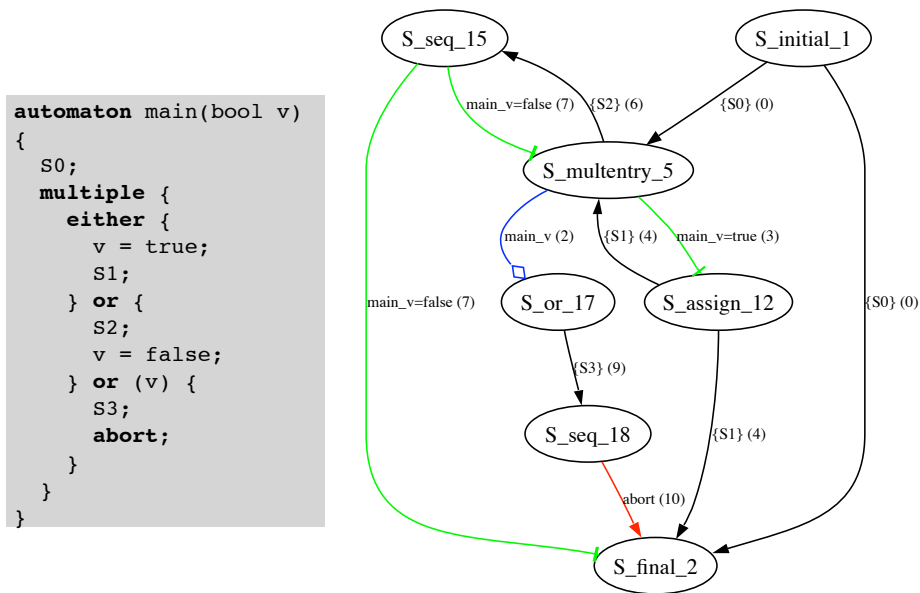 automaton main(bool v)
{
S0;
multiple {
either {
v = true;
S1;
} or {
S2;
v = false;
} or (v) {
S3;
abort;
}
}
}
S_seq_15
S_initial_1
main_v=false (7)
{S2} (6)
{S0} (0)
S_multentry_5
main_v (2)
{S1} (4)
main_v=true (3)
main_v=false (7)
S_or_17
S_assign_12
{S0} (0)
{S3} (9)
S_seq_18
{S1} (4)
abort (10)
S_final_2